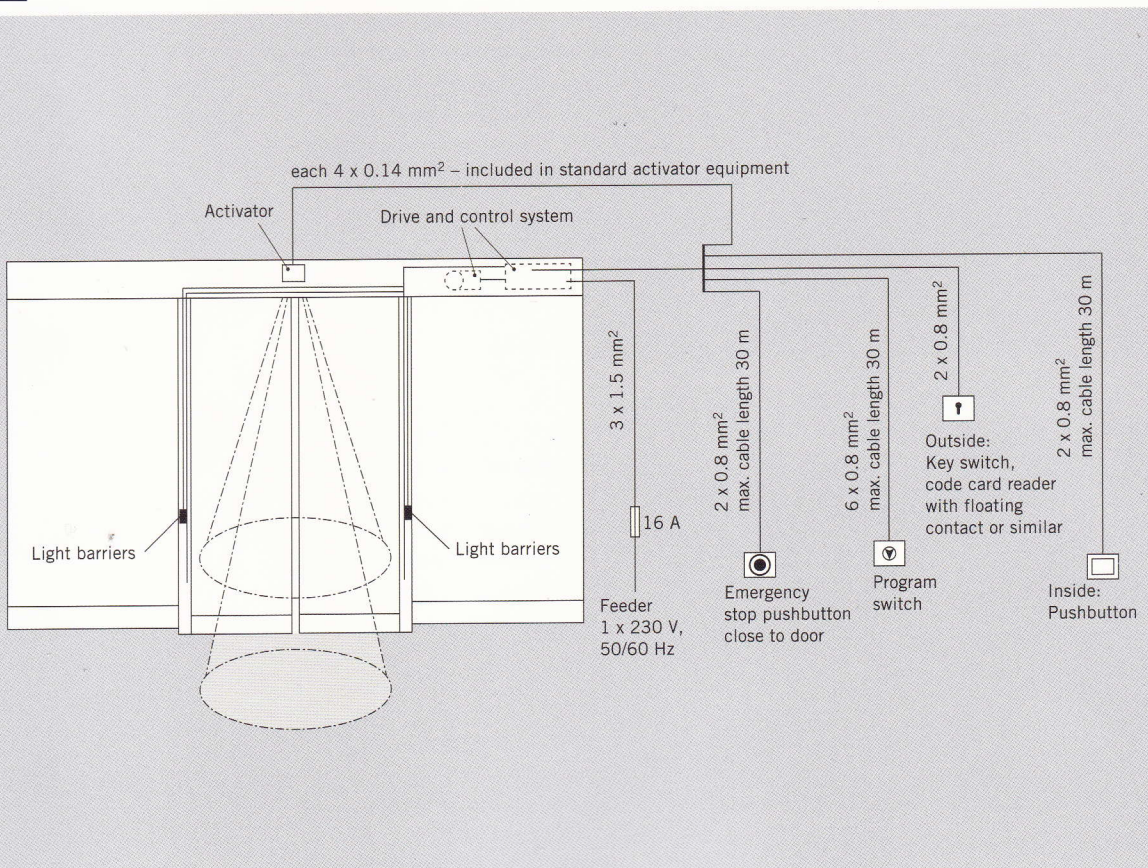 each 4 x 0.14 mm² – included in standard activator equipment
Activator
Drive and control system
3 x 1.5 mm²
2 x 0.8 mm²
max. cable length 30 m
6 x 0.8 mm²
max. cable length 30 m
2 x 0.8 mm²
2 x 0.8 mm²
max. cable length 30 m
Light barriers
Light barriers
16 A
Feeder
1 x 230 V,
50/60 Hz
Emergency
stop pushbutton
close to door
Program
switch
Outside:
Key switch,
code card reader
with floating
contact or similar
Inside:
Pushbutton